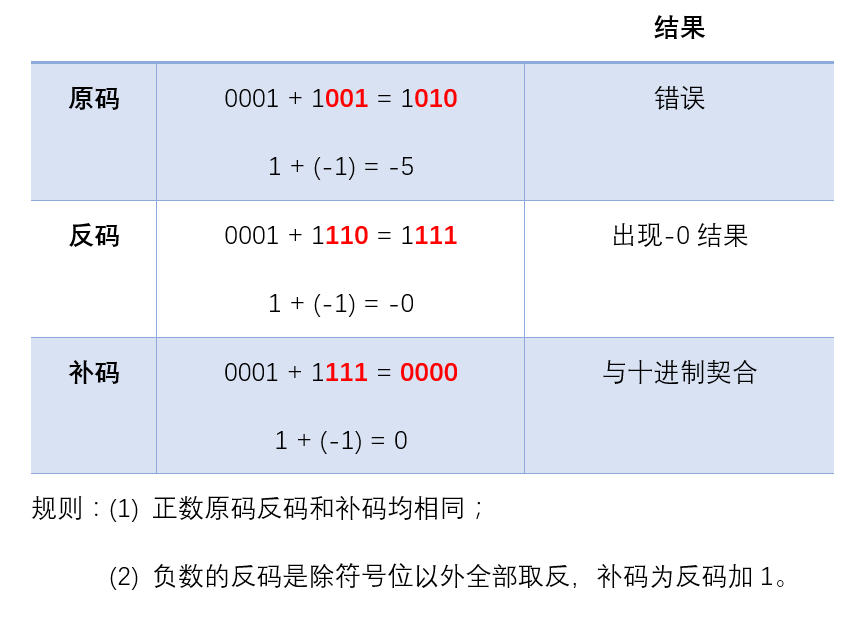 结果
原码 0001 + 1001 = 1010 错误
1 + (-1) = -5
反码 0001 + 1110 = 1111 出现-0 结果
1 + (-1) = -0
补码 0001 + 1111 = 0000 与十进制契合
1 + (-1) = 0
规则：(1) 正数原码反码和补码均相同；
(2) 负数的反码是除符号位以外全部取反，补码为反码加 1。